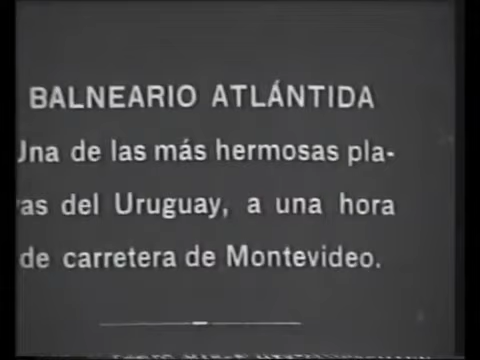 BALNEARIO ATLÁNTIDA
Una de las más hermosas pla-
yas del Uruguay, a una hora
de carretera de Montevideo.